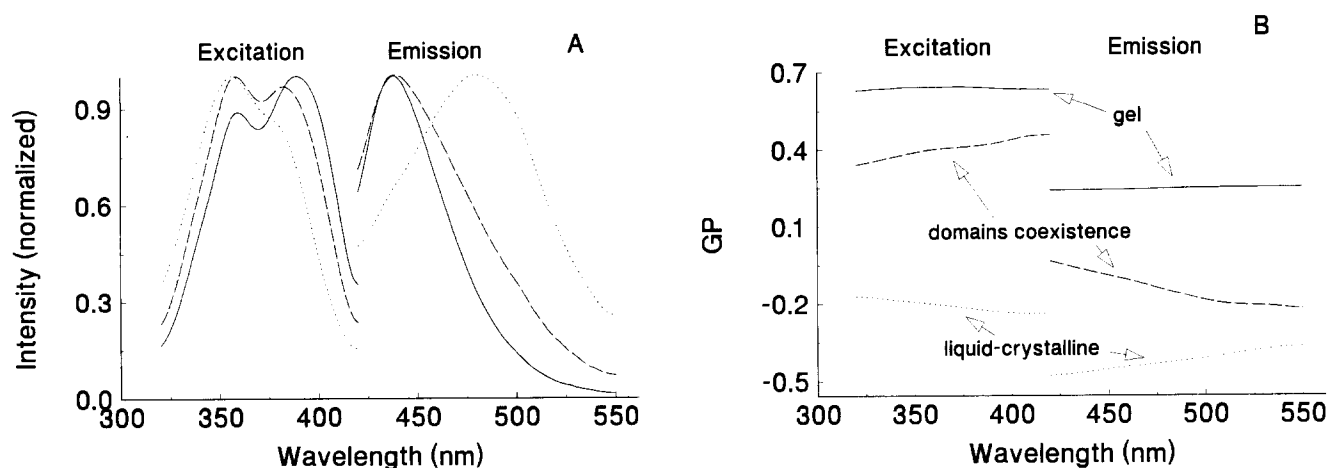 A
Excitation
Emission
Intensity (normalized)
0.9
0.6
0.3
0.0
300
350
400
450
500
550
Wavelength (nm)
B
Excitation
Emission
GP
0.7
0.4
0.1
-0.2
-0.5
gel
domains coexistence
liquid-crystalline
300
350
400
450
500
550
Wavelength (nm)